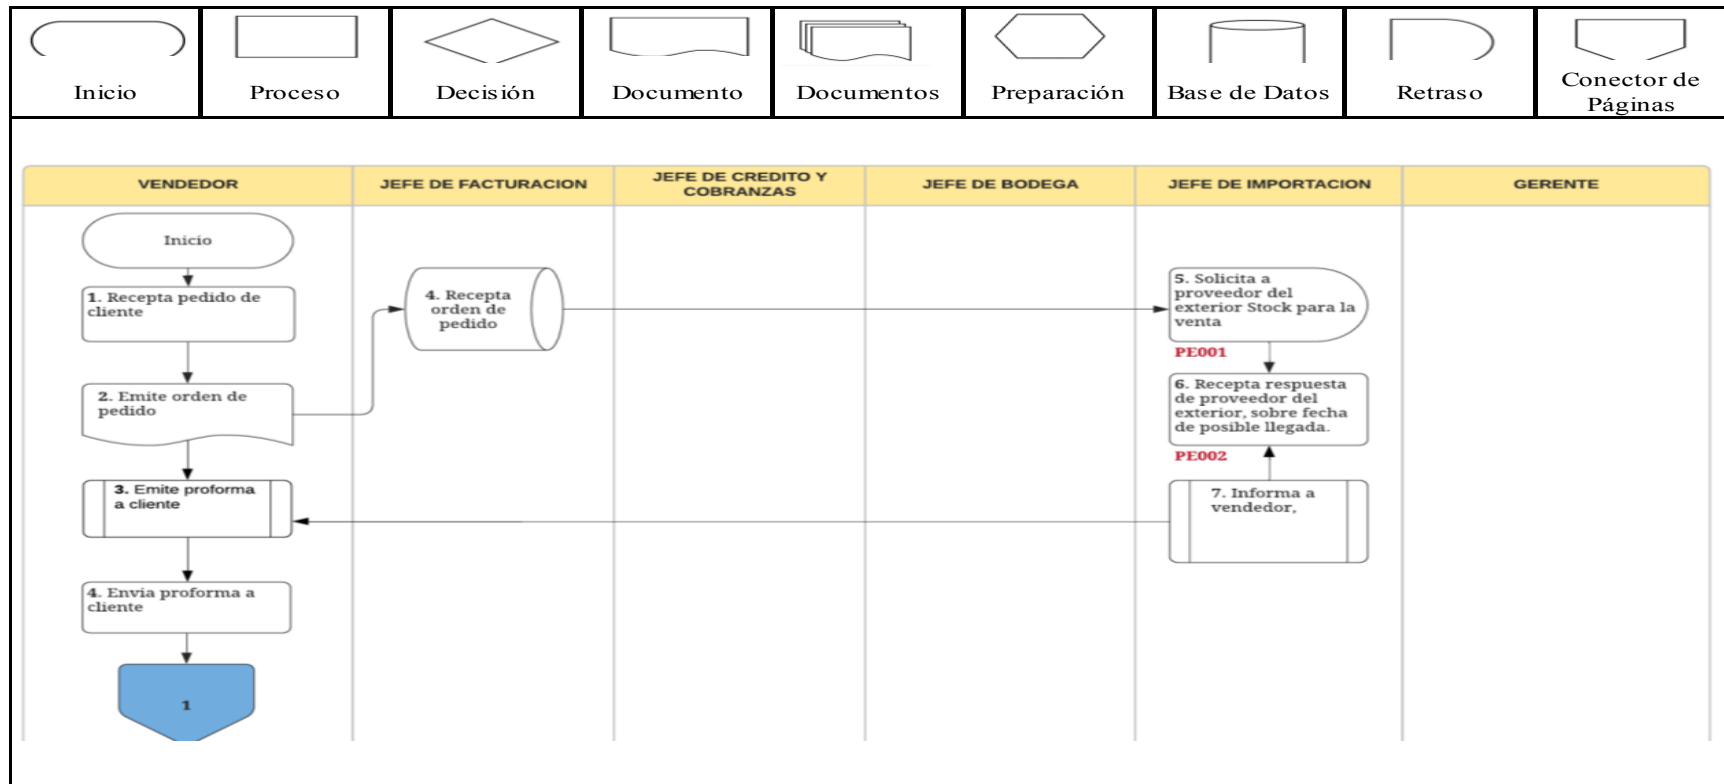 Inicio
Proceso
Decisión
Documento
Documentos
Preparación
Base de Datos
Retraso
Conector de
Páginas
VENDEDOR
JEFE DE FACTURACION
JEFE DE CREDITO Y
COBRANZAS
JEFE DE BODEGA
JEFE DE IMPORTACION
GERENTE
Inicio
1. Recepta pedido de
cliente
2. Emite orden de
pedido
3. Emite proforma
a cliente
4. Envia proforma a
cliente
1
4. Recepta
orden de
pedido
5. Solicita a
proveedor del
exterior Stock para la
venta
PE001
6. Recepta respuesta
de proveedor del
exterior, sobre fecha
de posible llegada.
PE002
7. Informa a
vendedor,